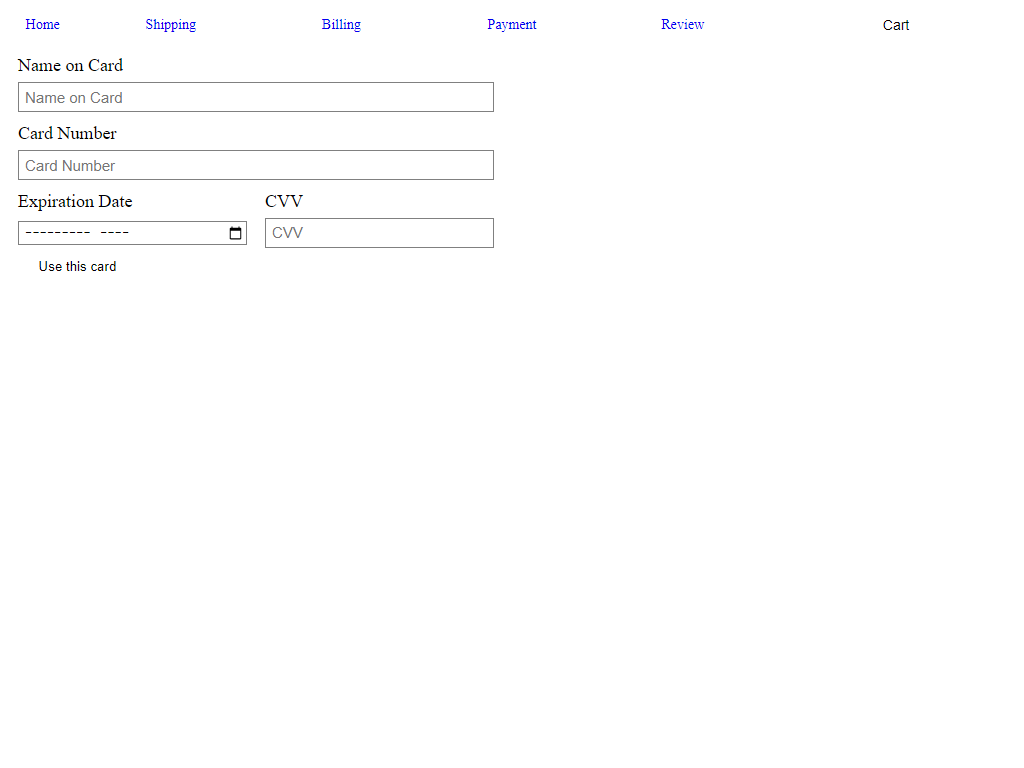 Home Shipping Billing Payment Review Cart
Name on Card
Name on Card
Card Number
Card Number
Expiration Date CVV
--------- ---- CVV
Use this card